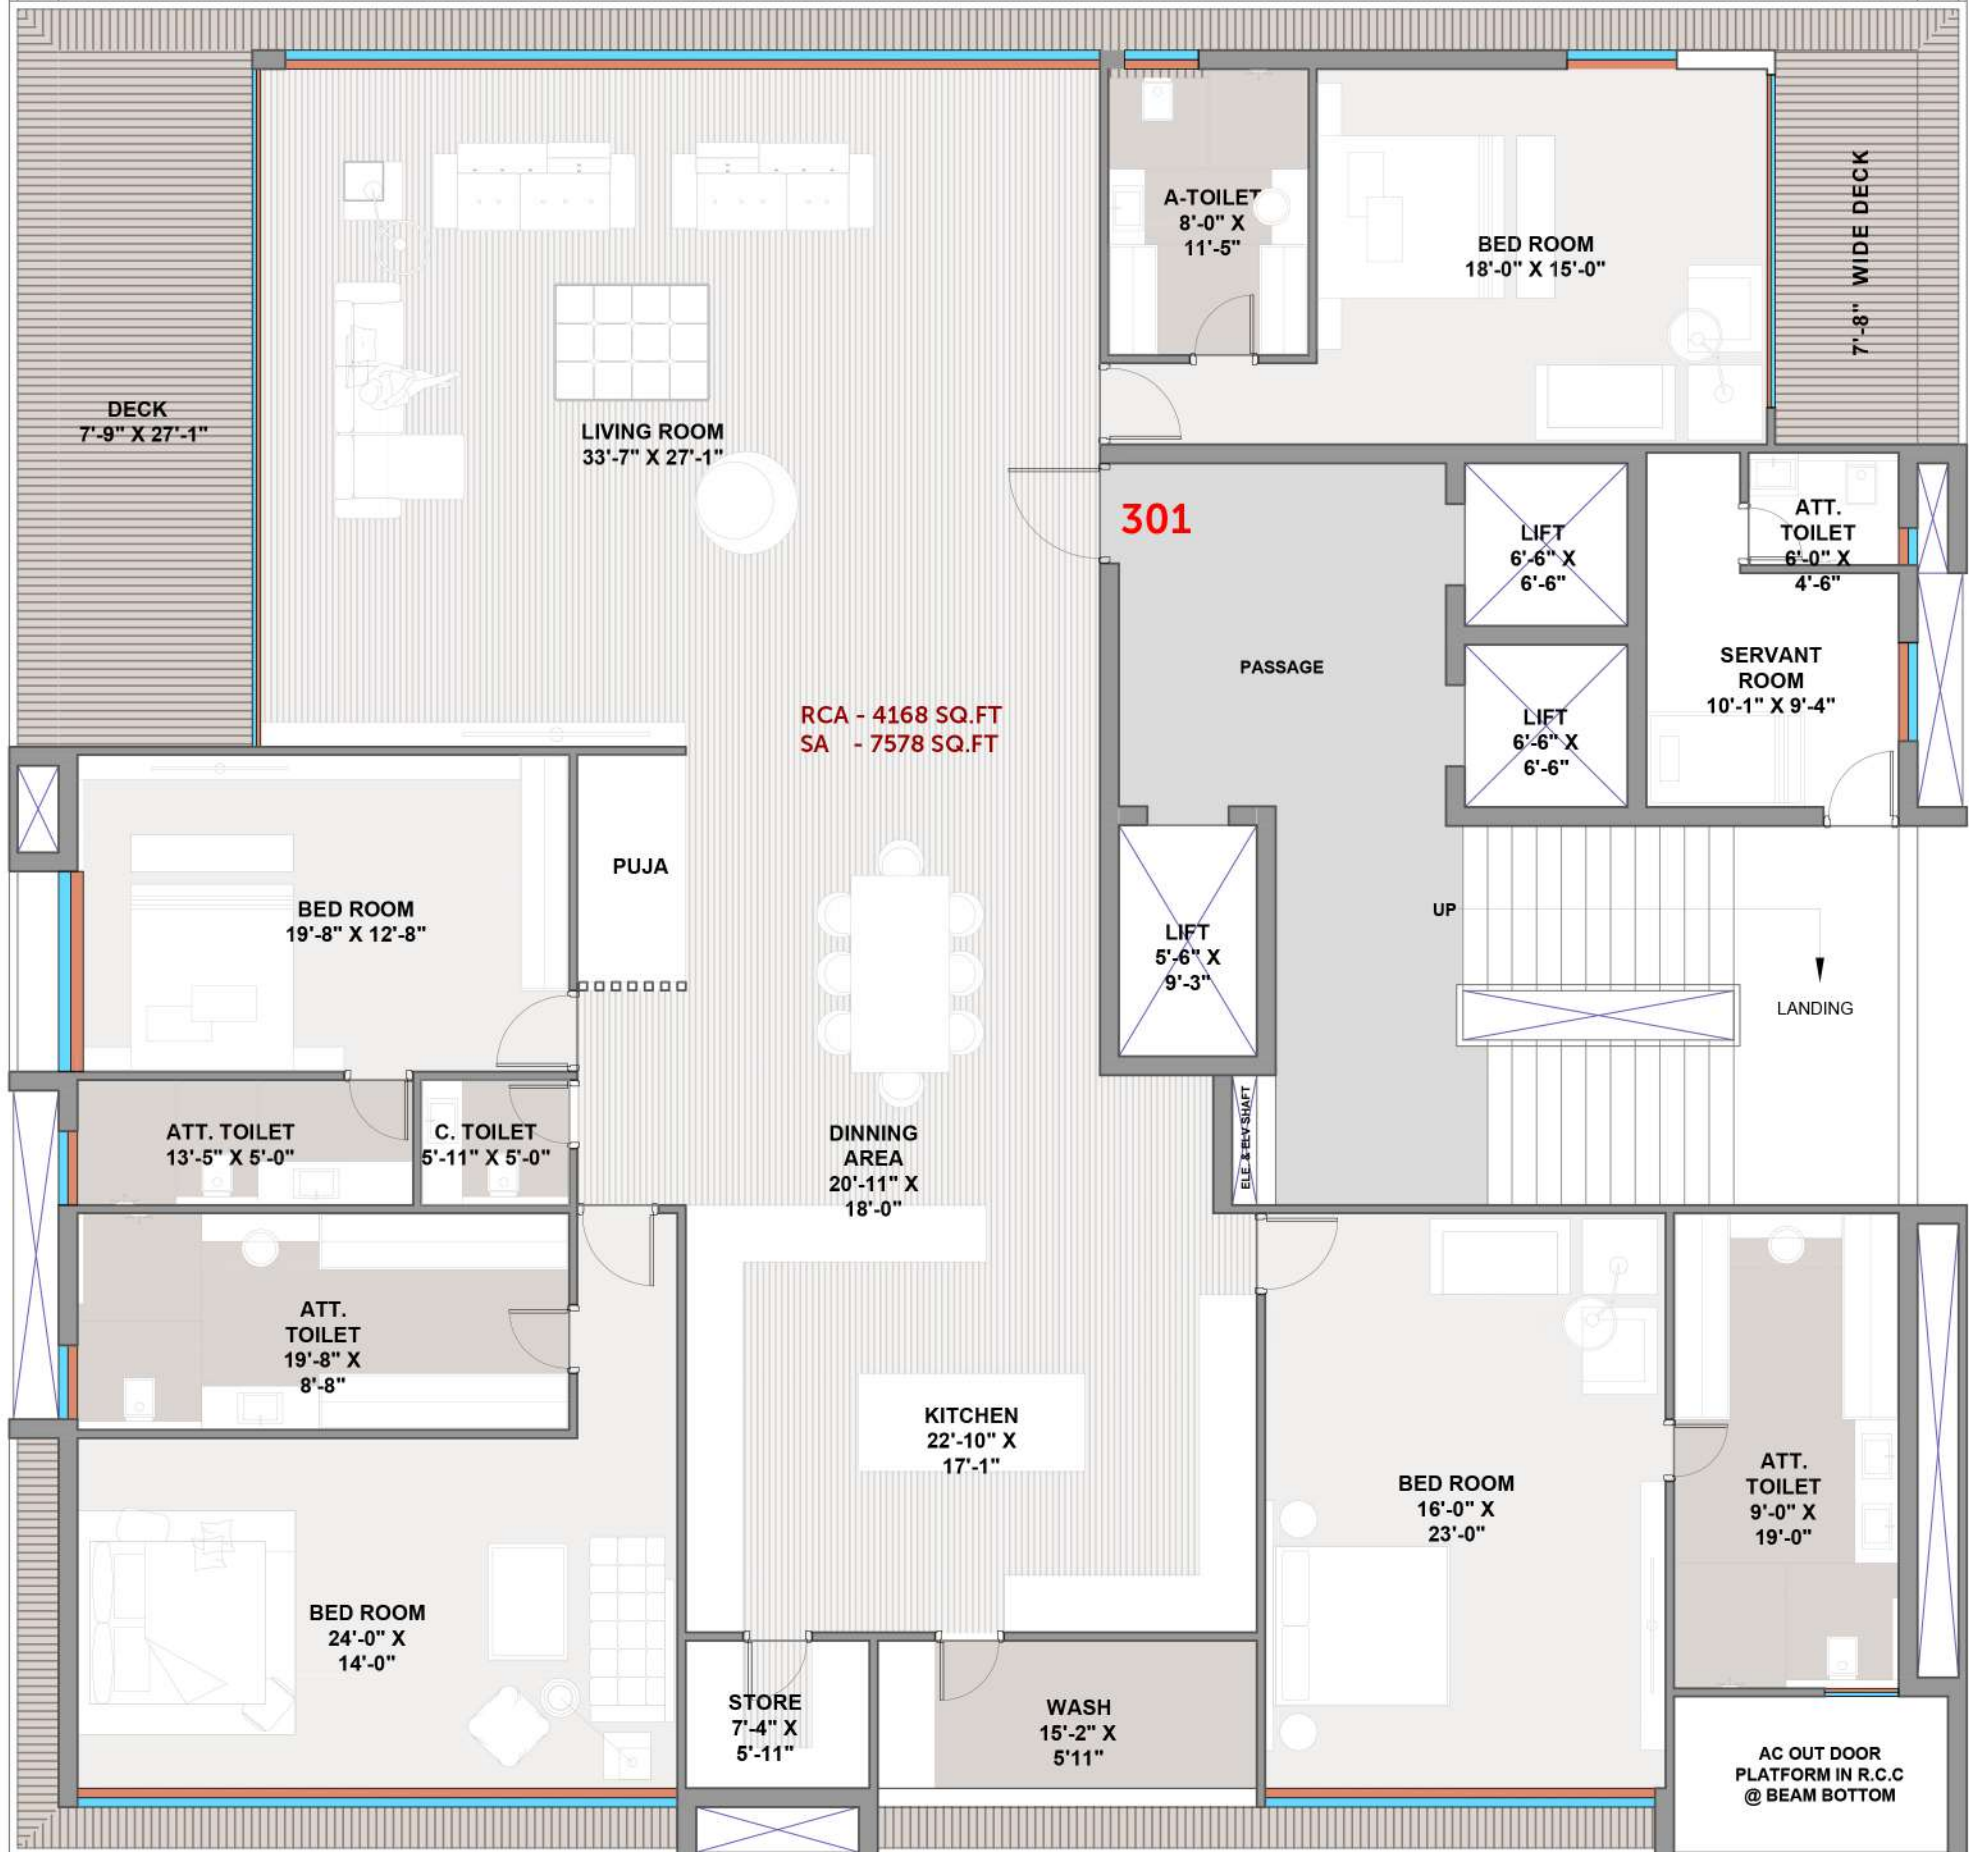 A-TOILET
8'-0" X
11'-5"
BED ROOM
18'-0" X 15'-0"
7'-8" WIDE DECK
DECK
7'-9" X 27'-1"
LIVING ROOM
33'-7" X 27'-1"
301
LIFT
6'-6" X
6'-6"
ATT.
TOILET
6'-0" X
4'-6"
PASSAGE
SERVANT
ROOM
10'-1" X 9'-4"
RCA - 4168 SQ.FT
SA - 7578 SQ.FT
LIFT
6'-6" X
6'-6"
PUJA
BED ROOM
19'-8" X 12'-8"
LIFT
5'-6" X
9'-3"
UP
LANDING
ATT. TOILET
13'-5" X 5'-0"
C. TOILET
5'-11" X 5'-0"
DINNING
AREA
20'-11" X
18'-0"
ELE. & ELV SHAFT
ATT.
TOILET
19'-8" X
8'-8"
KITCHEN
22'-10" X
17'-1"
BED ROOM
16'-0" X
23'-0"
ATT.
TOILET
9'-0" X
19'-0"
BED ROOM
24'-0" X
14'-0"
STORE
7'-4" X
5'-11"
WASH
15'-2" X
5'11"
AC OUT DOOR
PLATFORM IN R.C.C
@ BEAM BOTTOM